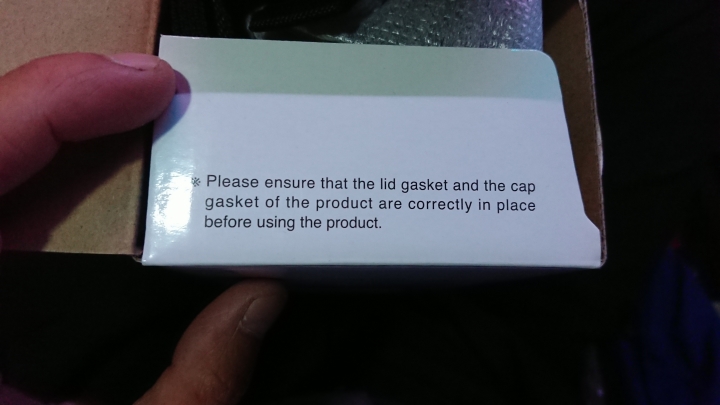 ※ Please ensure that the lid gasket and the cap
gasket of the product are correctly in place
before using the product.